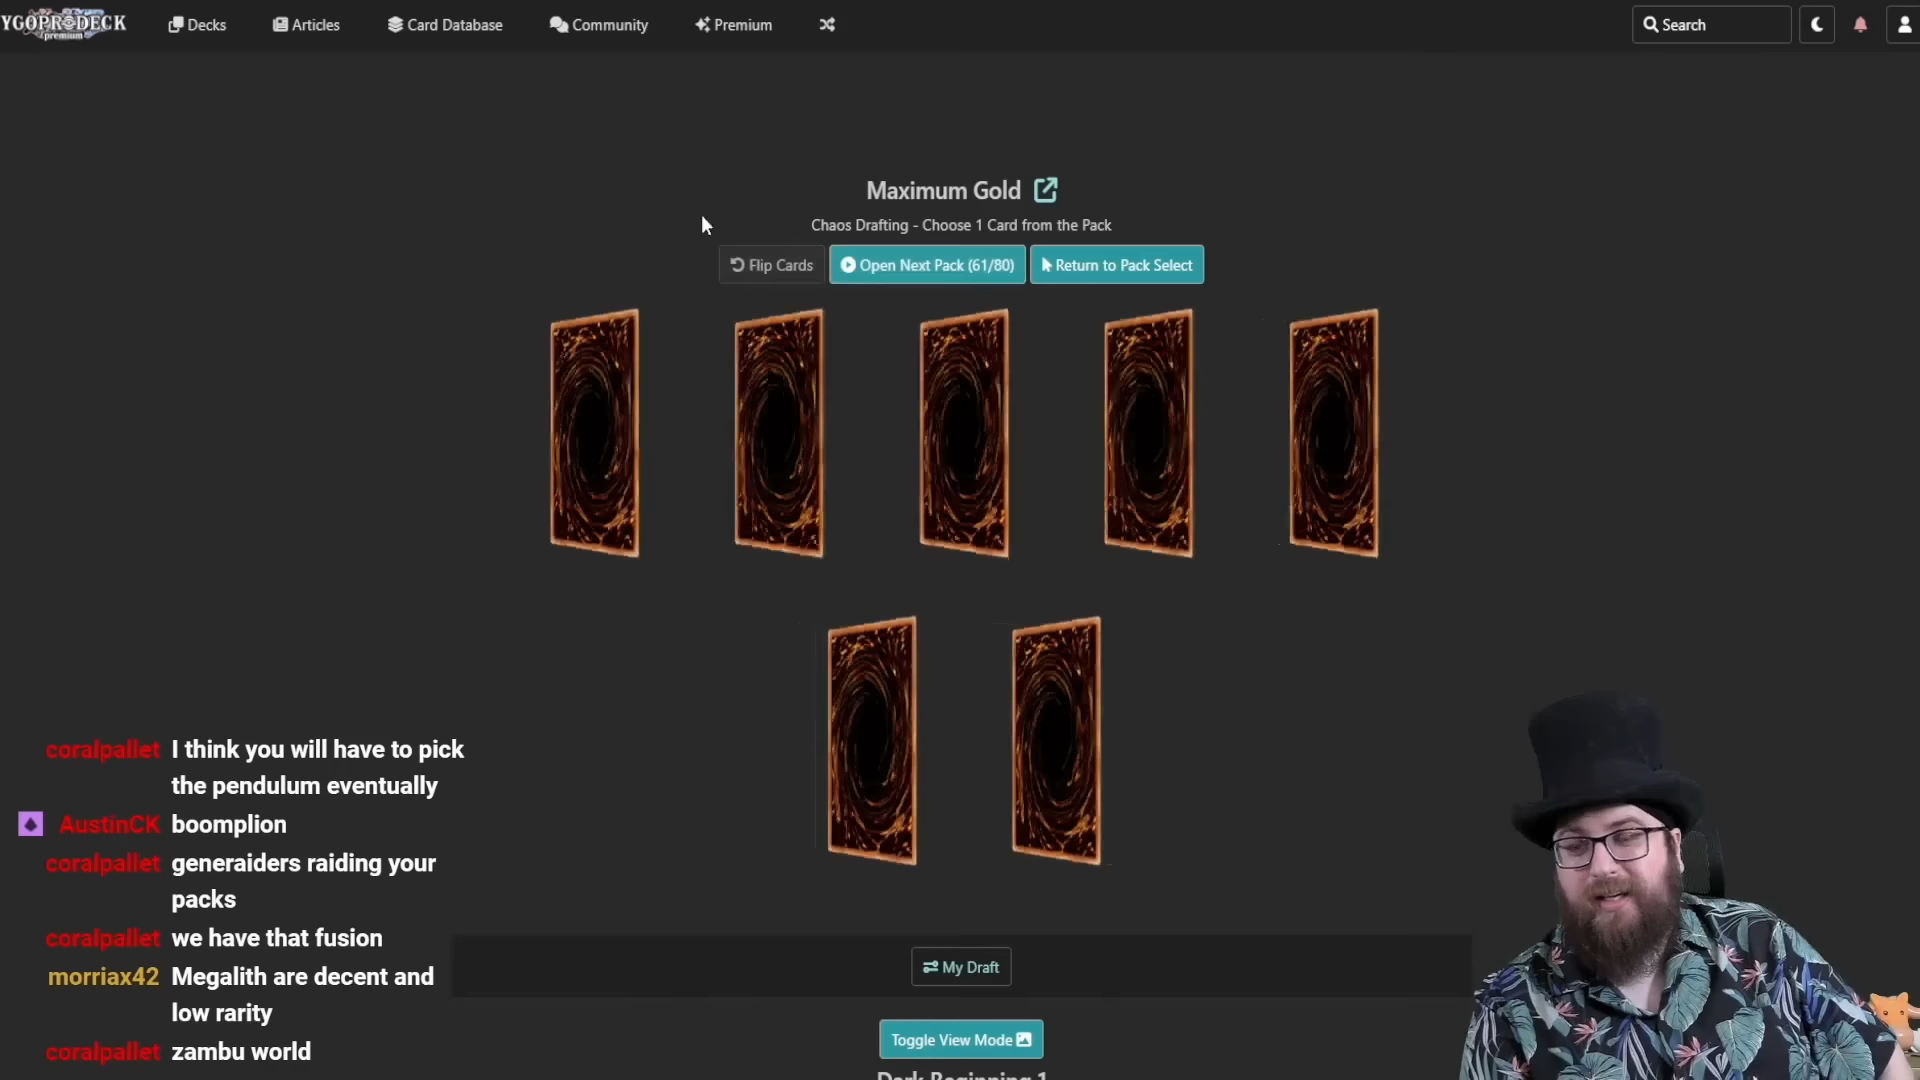 YGOPRODECK
premium
Decks
Articles
Card Database
Community
Premium
Search
Maximum Gold
Chaos Drafting - Choose 1 Card from the Pack
Flip Cards
Open Next Pack (61/80)
Return to Pack Select
coralpallet I think you will have to pick
the pendulum eventually
AustinCK boomplion
coralpallet generaiders raiding your
packs
coralpallet we have that fusion
morriax42 Megalith are decent and
low rarity
coralpallet zambu world
My Draft
Toggle View Mode
Dark Beginning 1